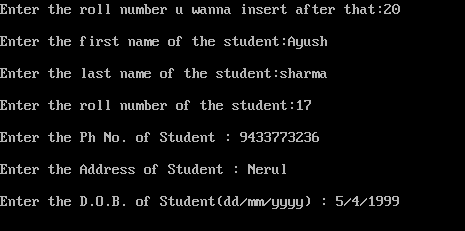 Enter the roll number u wanna insert after that:20
Enter the first name of the student:Ayush
Enter the last name of the student:sharma
Enter the roll number of the student:17
Enter the Ph No. of Student : 9433773236
Enter the Address of Student : Nerul
Enter the D.O.B. of Student(dd/mm/yyyy) : 5/4/1999